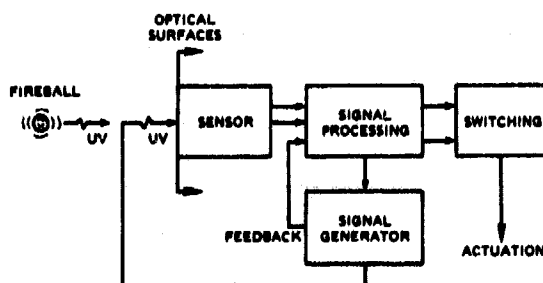 OPTICAL
SURFACES
FIREBALL
UV
UV
SENSOR
SIGNAL
PROCESSING
SWITCHING
FEEDBACK
SIGNAL
GENERATOR
ACTUATION